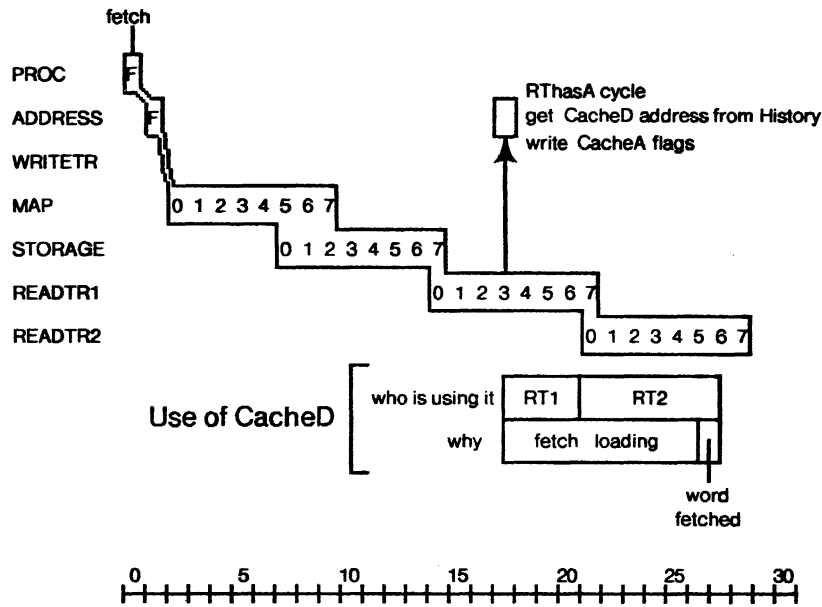 fetch
PROC
F
ADDRESS
F
RThasA cycle
get CacheD address from History
write CacheA flags
WRITETR
MAP
0 1 2 3 4 5 6 7
STORAGE
0 1 2 3 4 5 6 7
READTR1
0 1 2 3 4 5 6 7
READTR2
0 1 2 3 4 5 6 7
Use of CacheD
who is using it
RT1
RT2
why
fetch loading
word
fetched
0 5 10 15 20 25 30